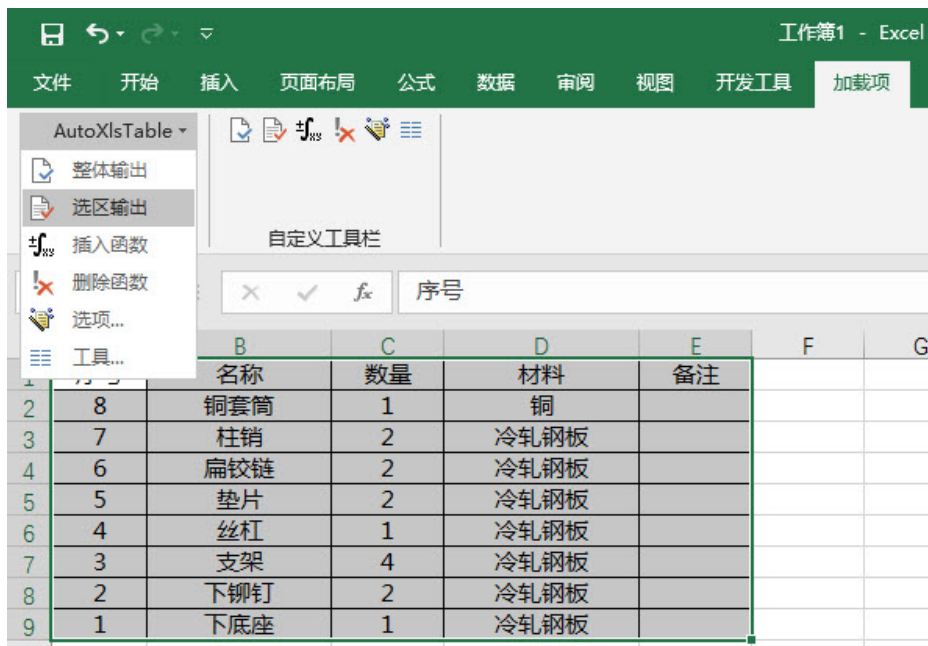 工作簿1 - Excel
文件 开始 插入 页面布局 公式 数据 审阅 视图 开发工具 加载项
AutoXlsTable
整体输出
选区输出
插入函数
删除函数
选项...
工具...
自定义工具栏
fx 序号
B C D E F G
1 名称 数量 材料 备注
2 8 铜套筒 1 铜
3 7 柱销 2 冷轧钢板
4 6 扁铰链 2 冷轧钢板
5 5 垫片 2 冷轧钢板
6 4 丝杠 1 冷轧钢板
7 3 支架 4 冷轧钢板
8 2 下铆钉 2 冷轧钢板
9 1 下底座 1 冷轧钢板